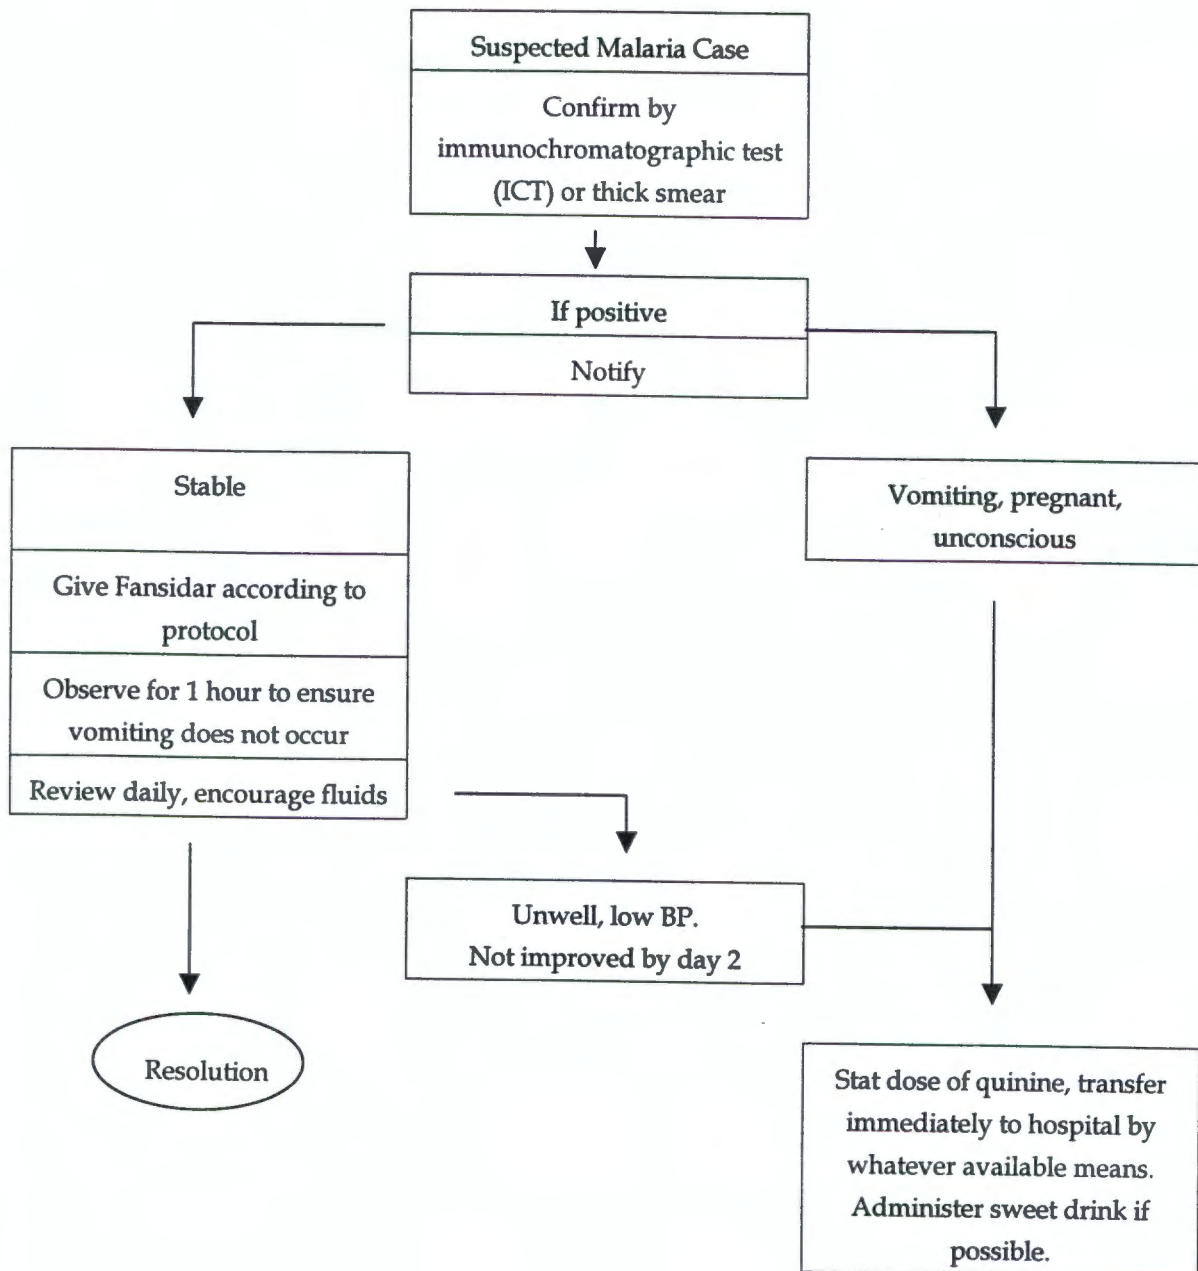 Suspected Malaria Case
Confirm by
immunochromatographic test
(ICT) or thick smear
If positive
Notify
Stable
Give Fansidar according to
protocol
Observe for 1 hour to ensure
vomiting does not occur
Review daily, encourage fluids
Vomiting, pregnant,
unconscious
Unwell, low BP.
Not improved by day 2
Resolution
Stat dose of quinine, transfer
immediately to hospital by
whatever available means.
Administer sweet drink if
possible.